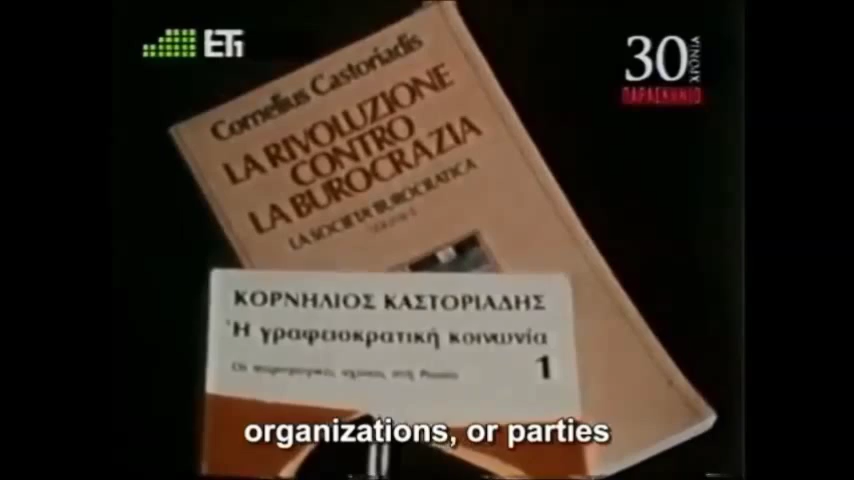 ET1
30
ΧΡΟΝΙΑ
ΠΑΡΑΣΚΗΝΙΟ
Cornelius Castoriadis
LA RIVOLUZIONE
CONTRO
LA BUROCRAZIA
LA SOCIETÀ BUROCRATICA
ΚΟΡΝΗΛΙΟΣ ΚΑΣΤΟΡΙΑΔΗΣ
Ἡ γραφειοκρατική κοινωνία
1
organizations, or parties